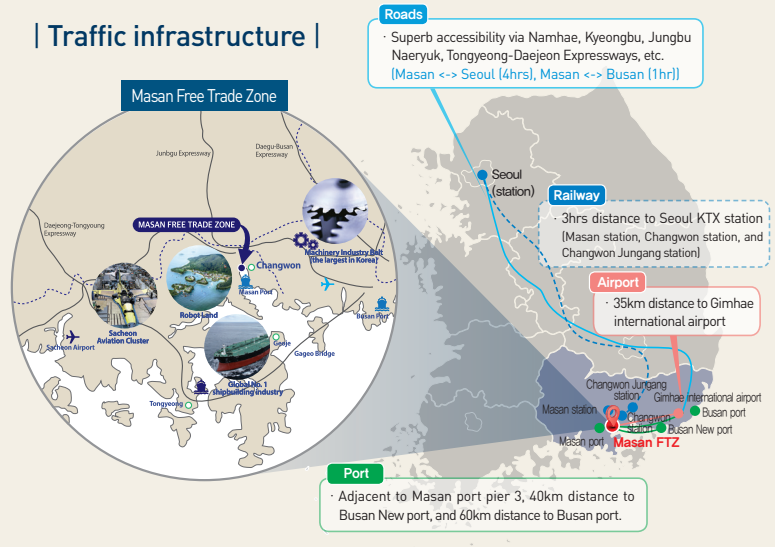 | Traffic infrastructure |
Roads
· Superb accessibility via Namhae, Kyeongbu, Jungbu
Naeryuk, Tongyeong-Daejeon Expressways, etc.
(Masan <-> Seoul (4hrs), Masan <-> Busan (1hr))
Masan Free Trade Zone
Junbgu Expressway
Daegu-Busan
Expressway
Daejeong-Tongyoung
Expressway
MASAN FREE TRADE ZONE
Machinery Industry Belt
(the largest in Korea)
Changwon
Masan Port
Robot Land
Busan Port
Sacheon
Aviation Cluster
Sacheon Airport
Geoje
Gageo Bridge
Global No. 1
shipbuilding industry
Tongyeong
Seoul
(station)
Railway
· 3hrs distance to Seoul KTX station
(Masan station, Changwon station, and
Changwon Jungang station)
Airport
· 35km distance to Gimhae
international airport
Changwon Jungang
station
Gimhae international airport
Masan station
Changwon
station
Busan port
Busan New port
Masan port
Masan FTZ
Port
· Adjacent to Masan port pier 3, 40km distance to
Busan New port, and 60km distance to Busan port.